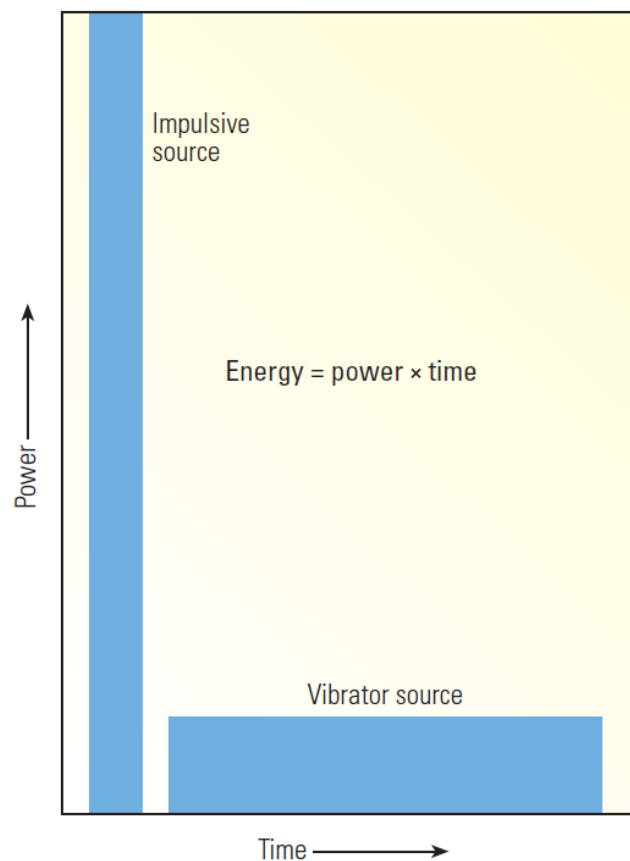 Impulsive
source
Energy = power × time
Power
Vibrator source
Time